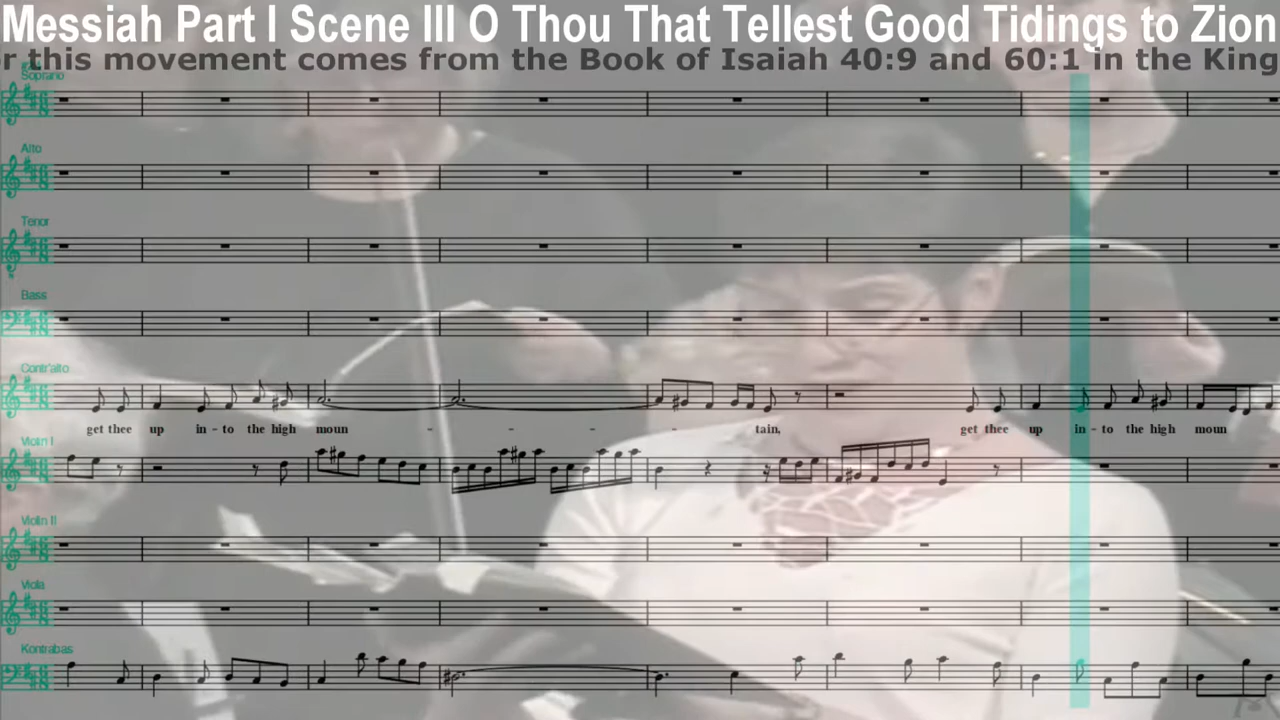 Messiah Part I Scene III O Thou That Tellest Good Tidings to Zion
r this movement comes from the Book of Isaiah 40:9 and 60:1 in the King
Soprano
Alto
Tenor
Bass
Contr'alto
get thee up in - to the high moun - - - - tain, get thee up in - to the high moun
Violin I
Violin II
Viola
Kontrabas